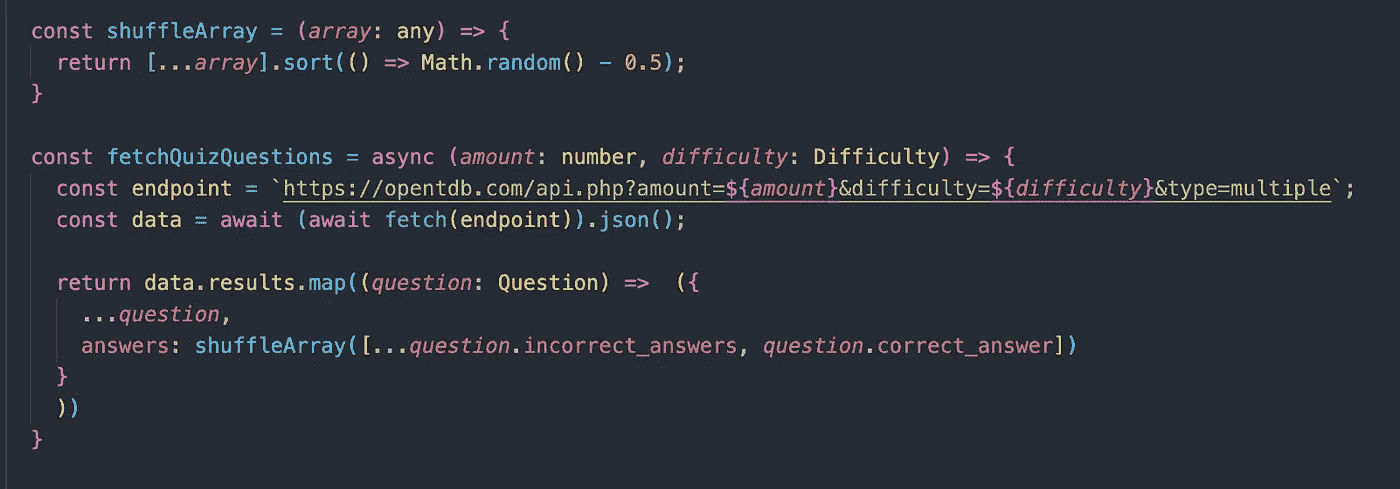 const shuffleArray = (array: any) => {
  return [...array].sort(() => Math.random() - 0.5);
}

const fetchQuizQuestions = async (amount: number, difficulty: Difficulty) => {
  const endpoint = `https://opentdb.com/api.php?amount=${amount}&difficulty=${difficulty}&type=multiple`;
  const data = await (await fetch(endpoint)).json();

  return data.results.map((question: Question) =>  ({
    ...question,
    answers: shuffleArray([...question.incorrect_answers, question.correct_answer])
  }
  ))
}